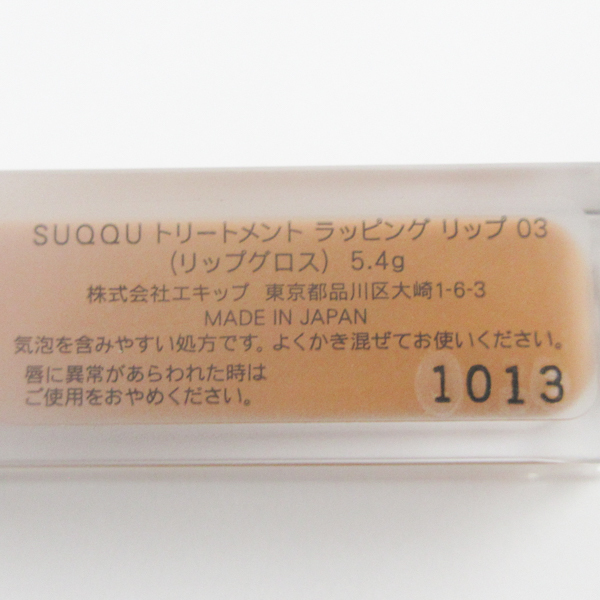 SUQQU トリートメント ラッピング リップ 03
(リップグロス) 5.4g
株式会社エキップ 東京都品川区大崎1-6-3
MADE IN JAPAN
気泡を含みやすい処方です。よくかき混ぜてお使いください。
唇に異常があらわれた時は
ご使用をおやめください。
1013